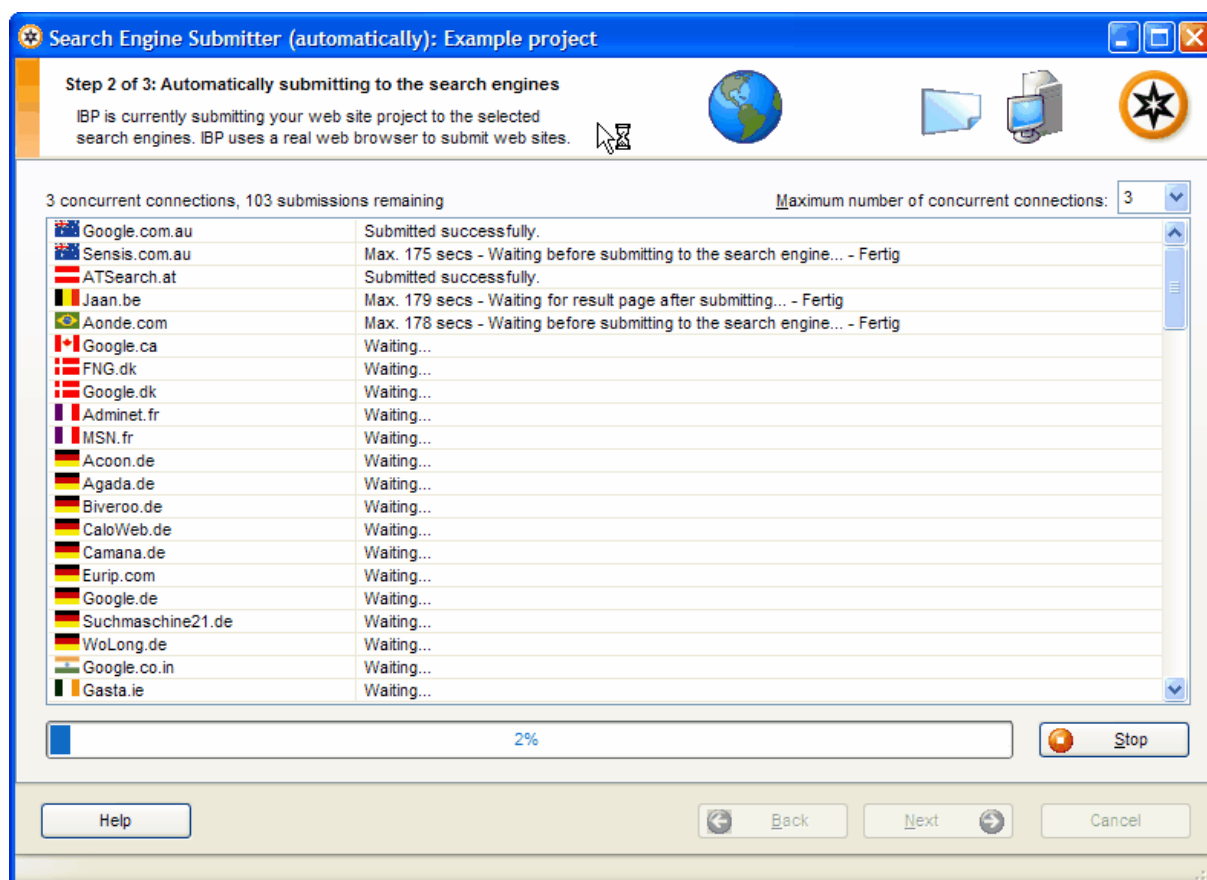 Search Engine Submitter (automatically): Example project
Step 2 of 3: Automatically submitting to the search engines
IBP is currently submitting your web site project to the selected
search engines. IBP uses a real web browser to submit web sites.
3 concurrent connections, 103 submissions remaining
Maximum number of concurrent connections: 3
Google.com.au Submitted successfully.
Sensis.com.au Max. 175 secs - Waiting before submitting to the search engine... - Fertig
ATSearch.at Submitted successfully.
Jaan.be Max. 179 secs - Waiting for result page after submitting... - Fertig
Aonde.com Max. 178 secs - Waiting before submitting to the search engine... - Fertig
Google.ca Waiting...
FNG.dk Waiting...
Google.dk Waiting...
Adminet.fr Waiting...
MSN.fr Waiting...
Acoon.de Waiting...
Agada.de Waiting...
Biveroo.de Waiting...
CaloWeb.de Waiting...
Camana.de Waiting...
Eurip.com Waiting...
Google.de Waiting...
Suchmaschine21.de Waiting...
WoLong.de Waiting...
Google.co.in Waiting...
Gasta.ie Waiting...
2%
Stop
Help
Back
Next
Cancel